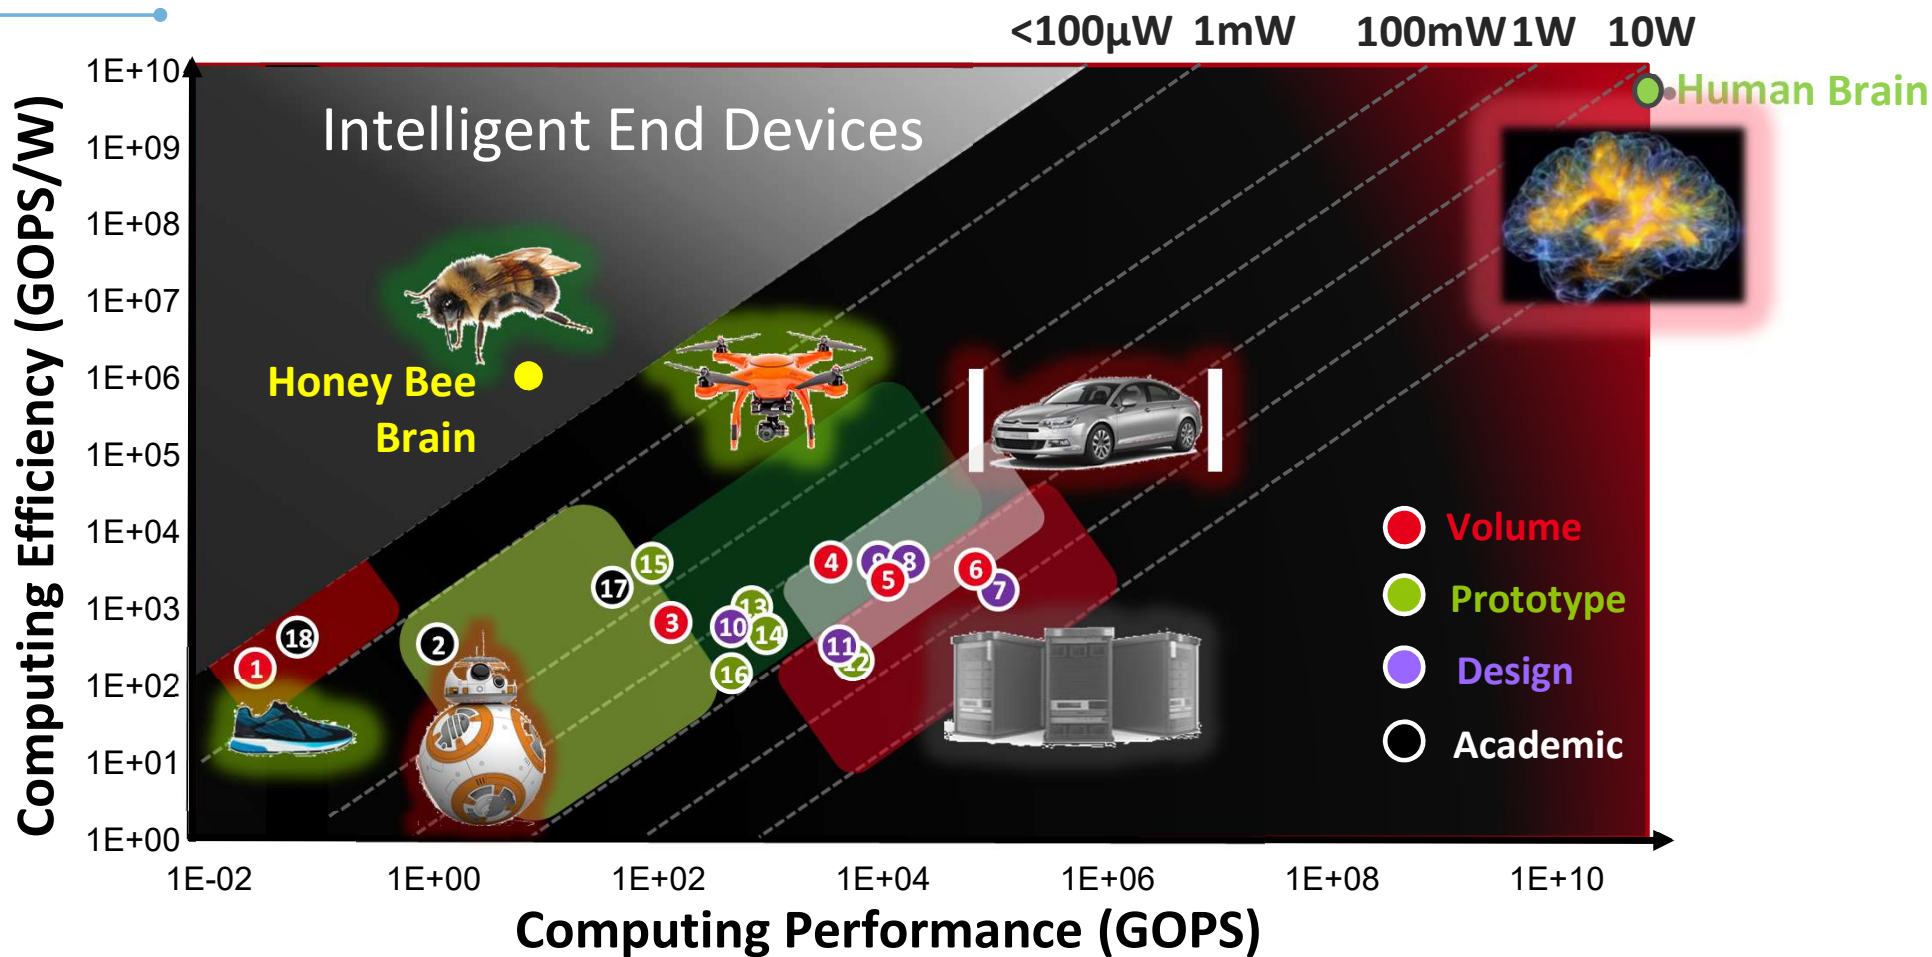 <100µW 1mW 100mW 1W 10W
1E+10
Human Brain
Intelligent End Devices
1E+09
1E+08
1E+07
1E+06
Honey Bee
Brain
1E+05
1E+04
1E+03
1E+02
1E+01
1E+00
Computing Efficiency (GOPS/W)
15
4
9
8
5
6
7
17
3
13
10
14
18
2
11
12
1
16
Volume
Prototype
Design
Academic
1E-02 1E+00 1E+02 1E+04 1E+06 1E+08 1E+10
Computing Performance (GOPS)